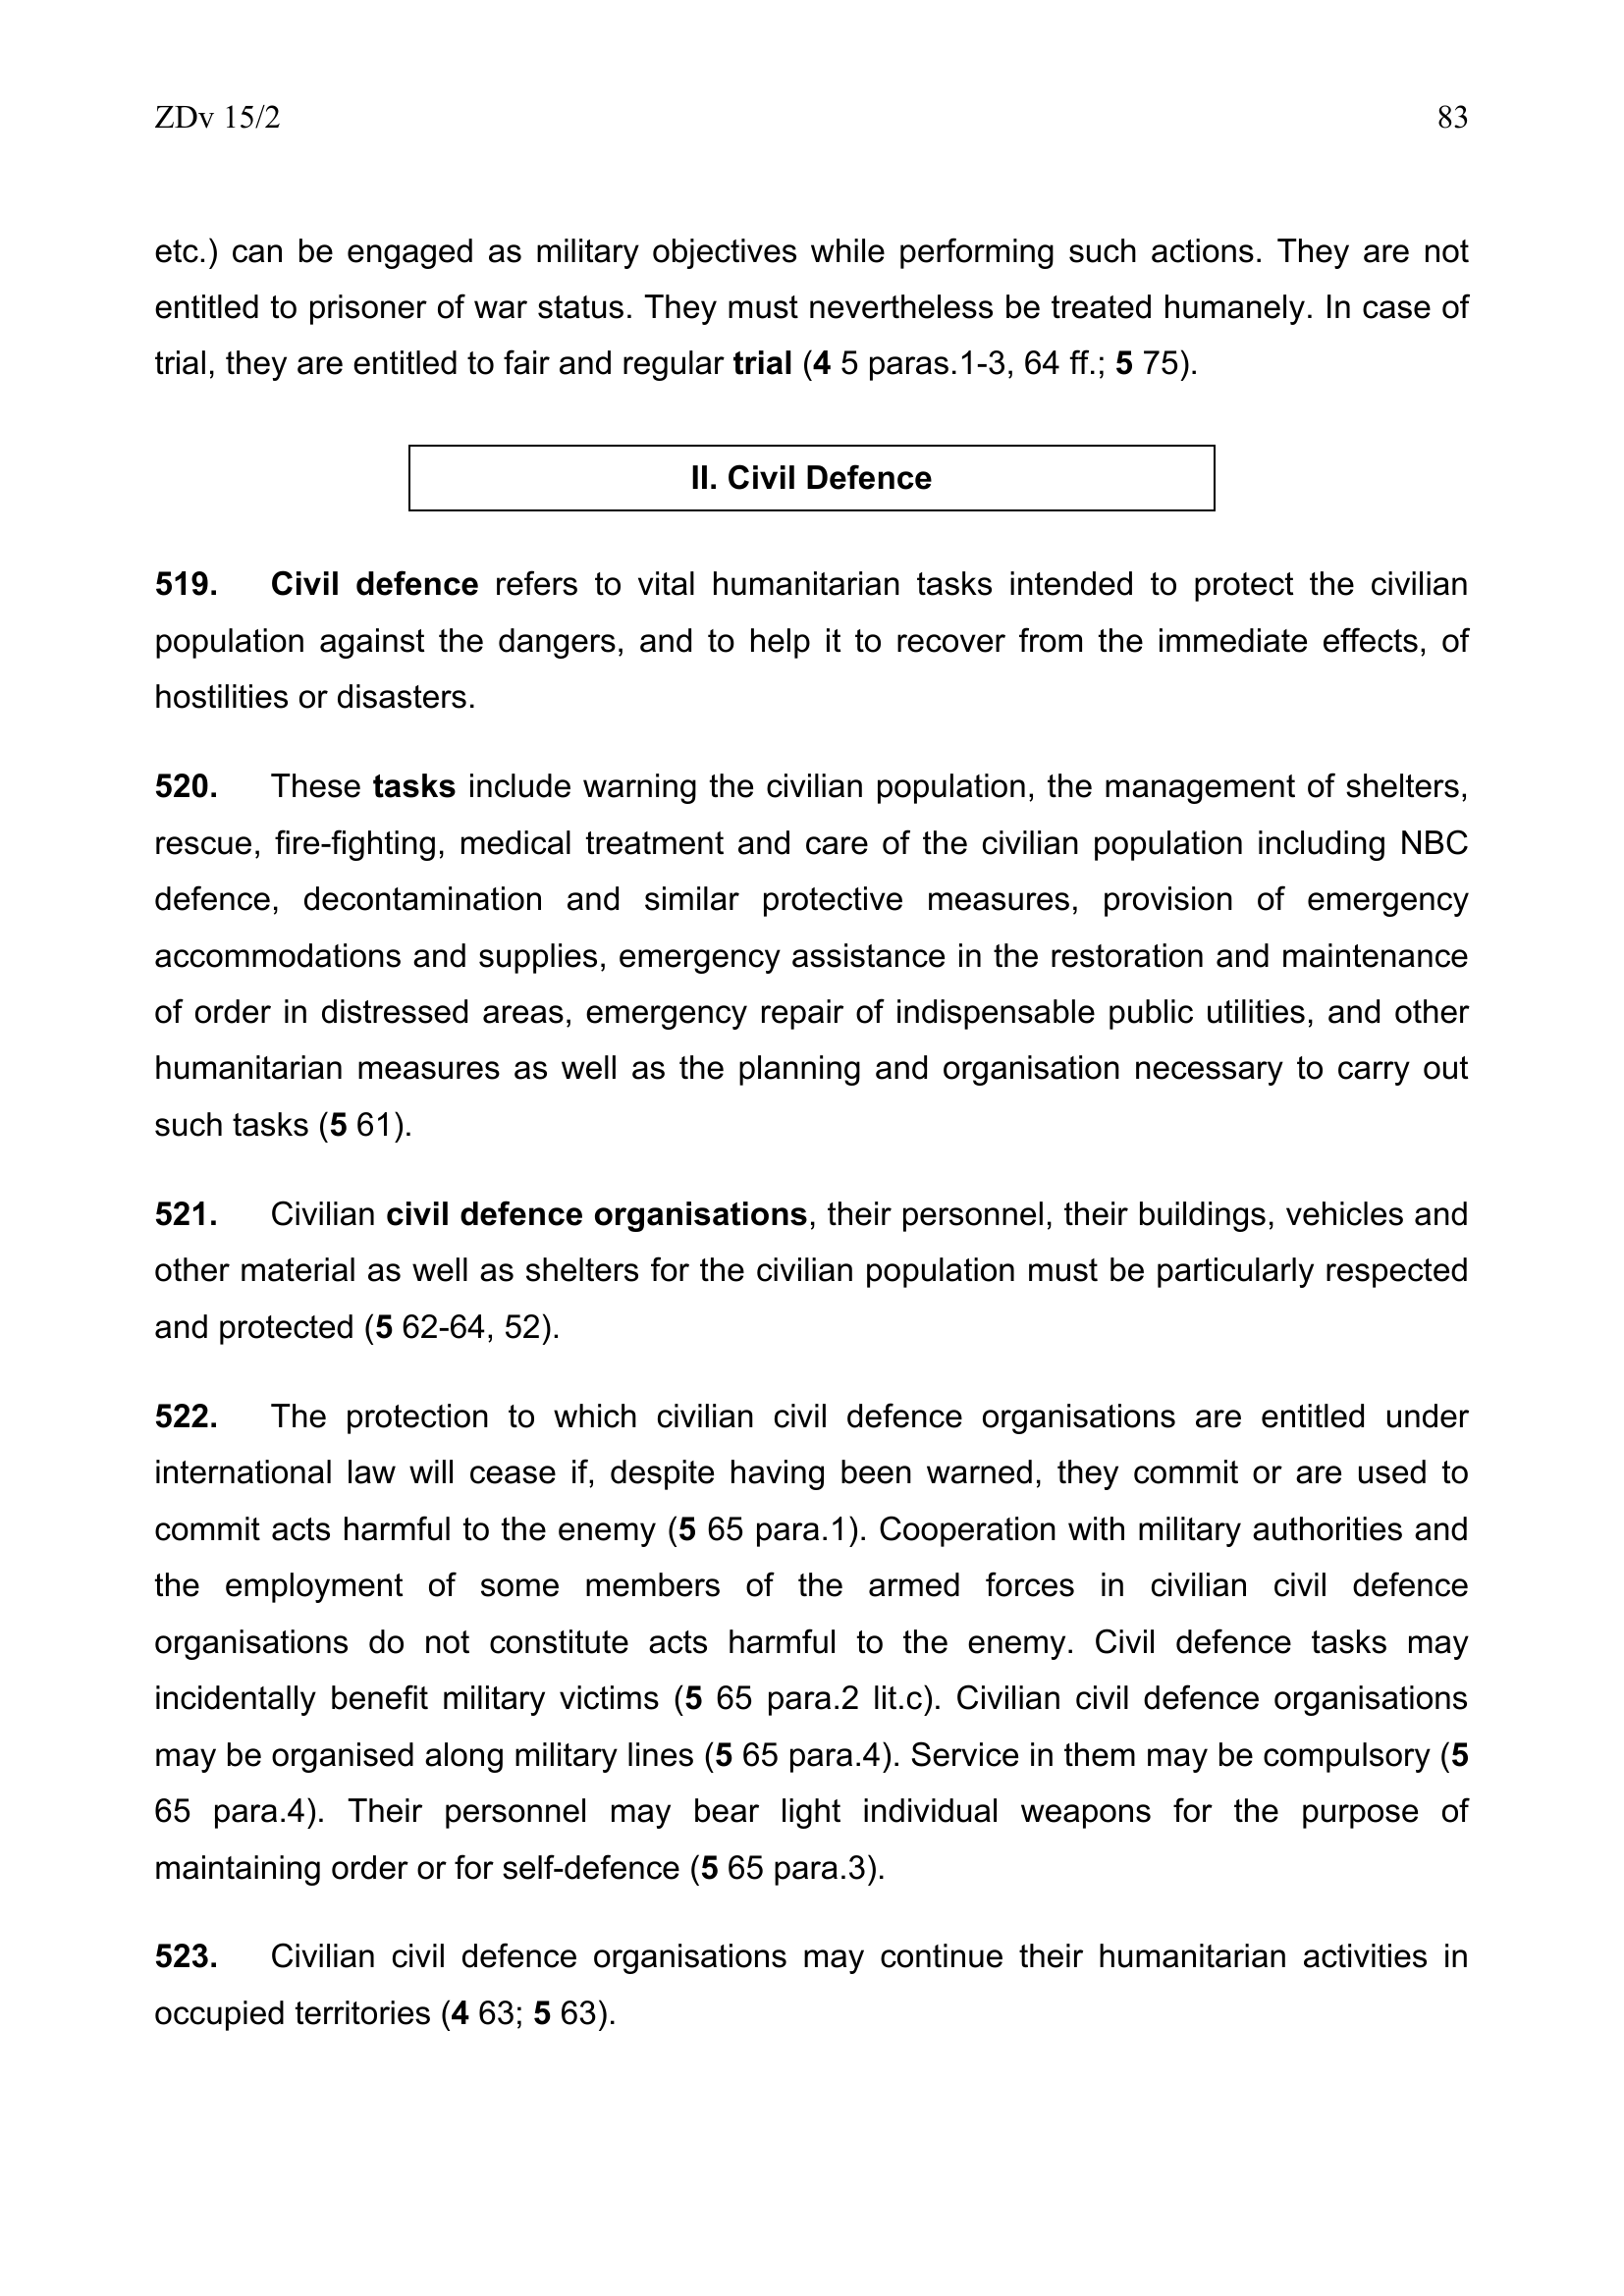 ZDv 15/2 83
etc.) can be engaged as military objectives while performing such actions. They are not
entitled to prisoner of war status. They must nevertheless be treated humanely. In case of
trial, they are entitled to fair and regular trial (4 5 paras.1-3, 64 ff.; 5 75).
II. Civil Defence
519. Civil defence refers to vital humanitarian tasks intended to protect the civilian
population against the dangers, and to help it to recover from the immediate effects, of
hostilities or disasters.
520. These tasks include warning the civilian population, the management of shelters,
rescue, fire-fighting, medical treatment and care of the civilian population including NBC
defence, decontamination and similar protective measures, provision of emergency
accommodations and supplies, emergency assistance in the restoration and maintenance
of order in distressed areas, emergency repair of indispensable public utilities, and other
humanitarian measures as well as the planning and organisation necessary to carry out
such tasks (5 61).
521. Civilian civil defence organisations, their personnel, their buildings, vehicles and
other material as well as shelters for the civilian population must be particularly respected
and protected (5 62-64, 52).
522. The protection to which civilian civil defence organisations are entitled under
international law will cease if, despite having been warned, they commit or are used to
commit acts harmful to the enemy (5 65 para.1). Cooperation with military authorities and
the employment of some members of the armed forces in civilian civil defence
organisations do not constitute acts harmful to the enemy. Civil defence tasks may
incidentally benefit military victims (5 65 para.2 lit.c). Civilian civil defence organisations
may be organised along military lines (5 65 para.4). Service in them may be compulsory (5
65 para.4). Their personnel may bear light individual weapons for the purpose of
maintaining order or for self-defence (5 65 para.3).
523. Civilian civil defence organisations may continue their humanitarian activities in
occupied territories (4 63; 5 63).